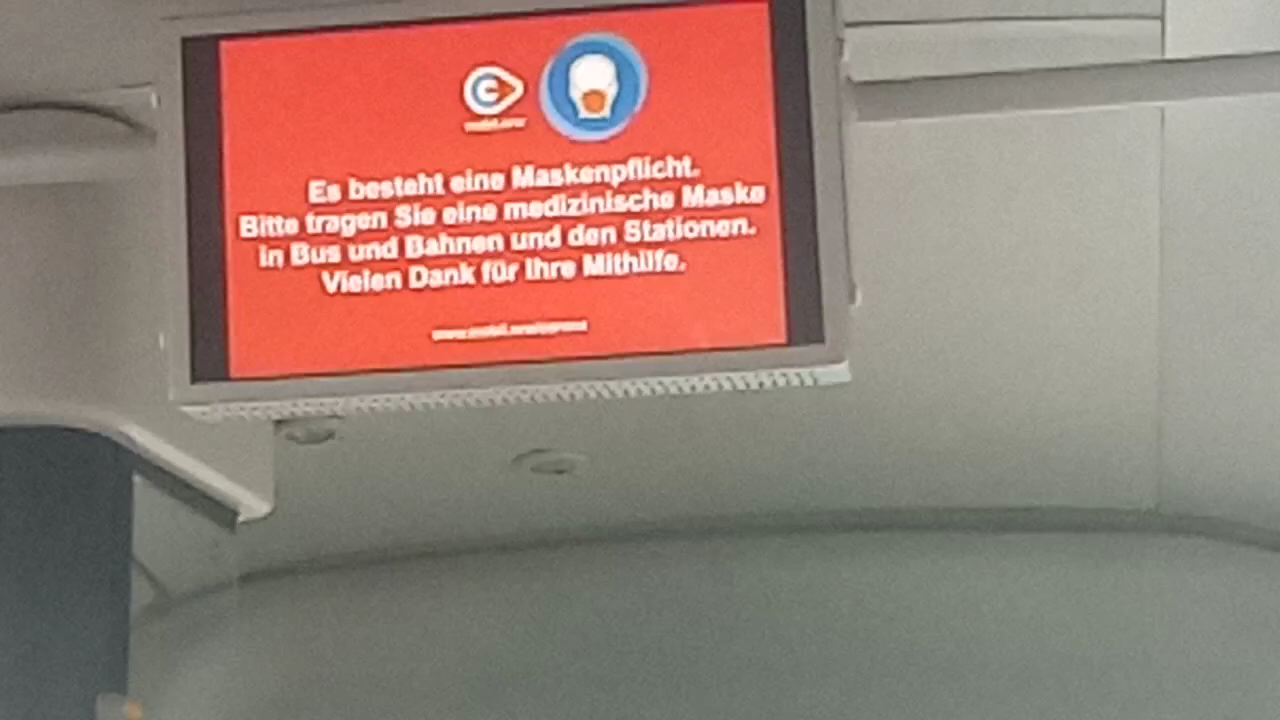 Es besteht eine Maskenpflicht.
Bitte tragen Sie eine medizinische Maske
in Bus und Bahnen und den Stationen.
Vielen Dank für Ihre Mithilfe.